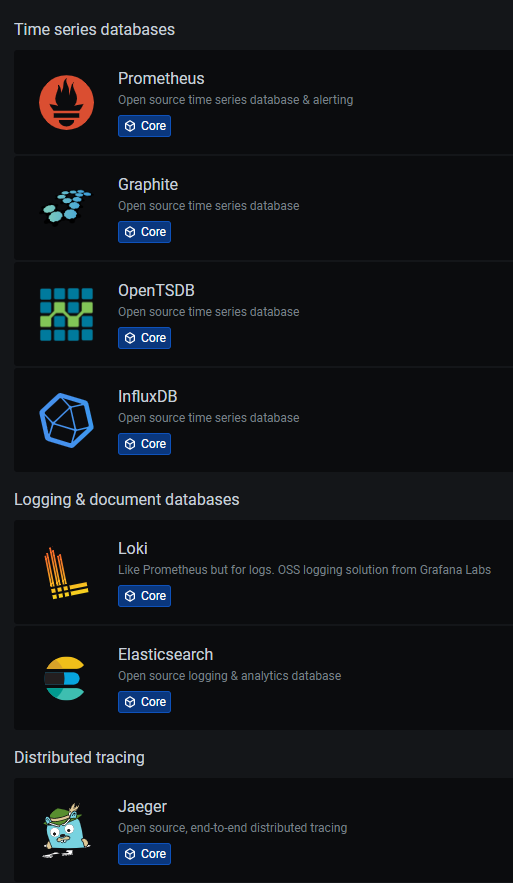 Time series databases
Prometheus
Open source time series database & alerting
Core
Graphite
Open source time series database
Core
OpenTSDB
Open source time series database
Core
InfluxDB
Open source time series database
Core
Logging & document databases
Loki
Like Prometheus but for logs. OSS logging solution from Grafana Labs
Core
Elasticsearch
Open source logging & analytics database
Core
Distributed tracing
Jaeger
Open source, end-to-end distributed tracing
Core